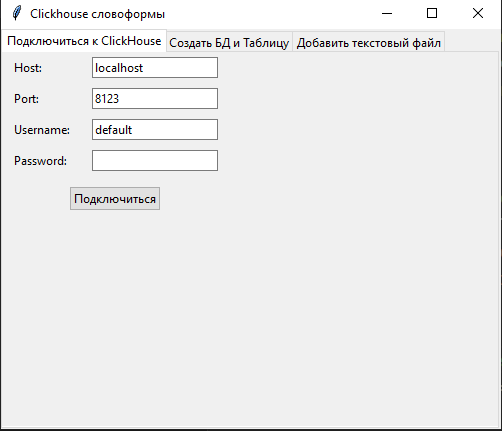 Clickhouse словоформы
Подключиться к ClickHouse Создать БД и Таблицу Добавить текстовый файл
Host: localhost
Port: 8123
Username: default
Password:
Подключиться